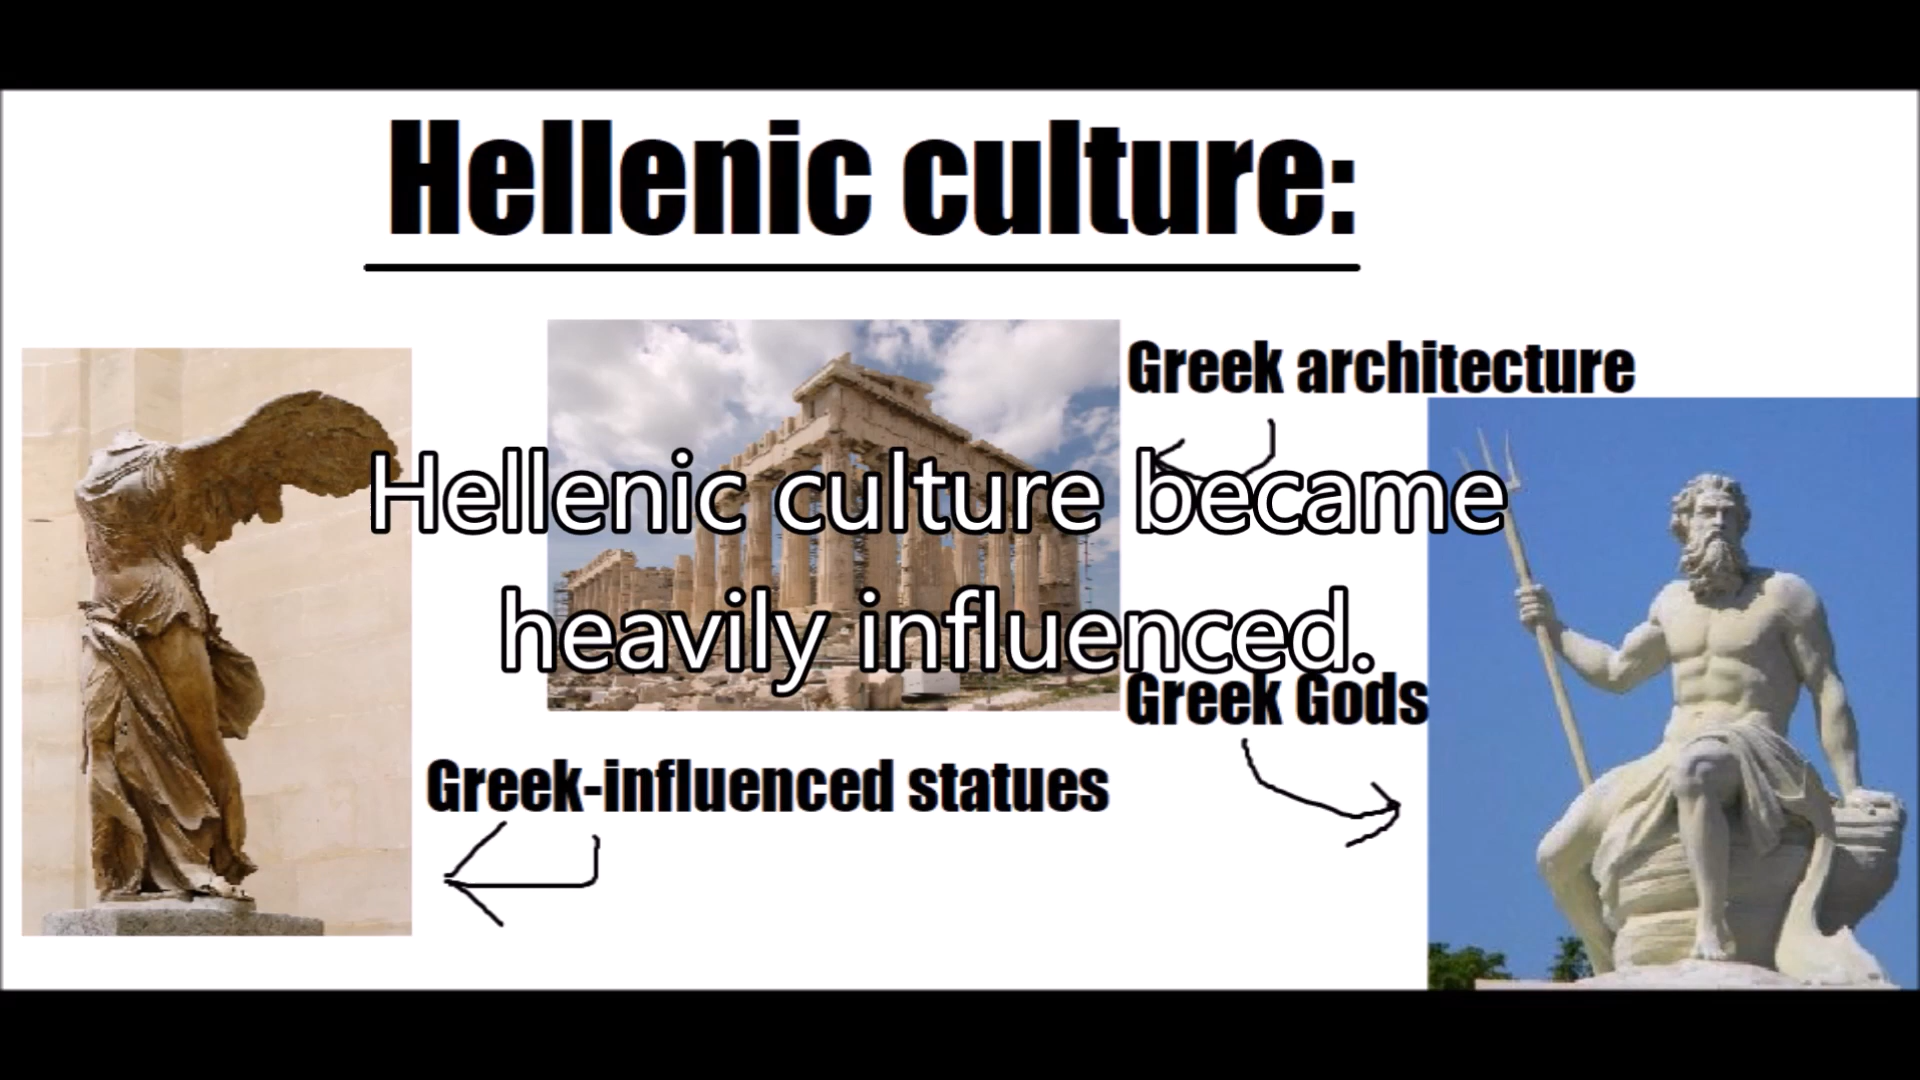 Hellenic culture:
Greek architecture
Hellenic culture became
heavily influenced.
Greek Gods
Greek-influenced statues